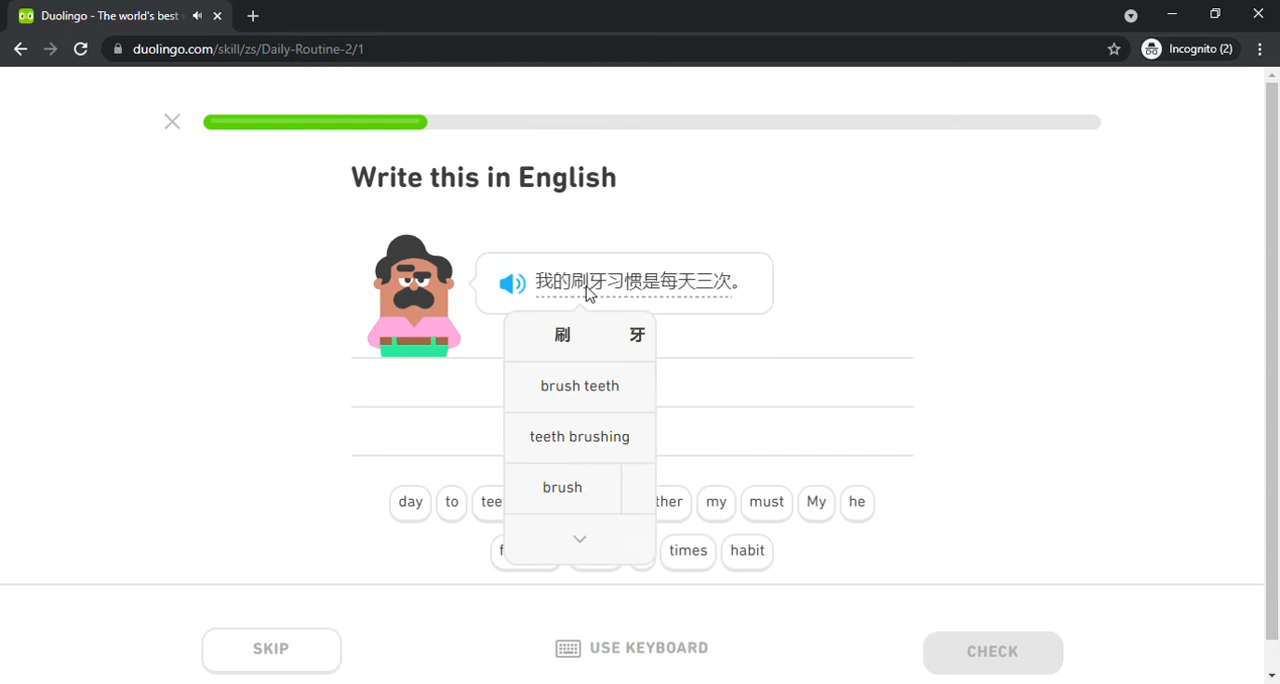 Duolingo - The world's best
duolingo.com/skill/zs/Daily-Routine-2/1
Incognito (2)
Write this in English
我的刷牙习惯是每天三次。
刷 牙
brush teeth
teeth brushing
brush
day to my must My he
times habit
SKIP
USE KEYBOARD
CHECK